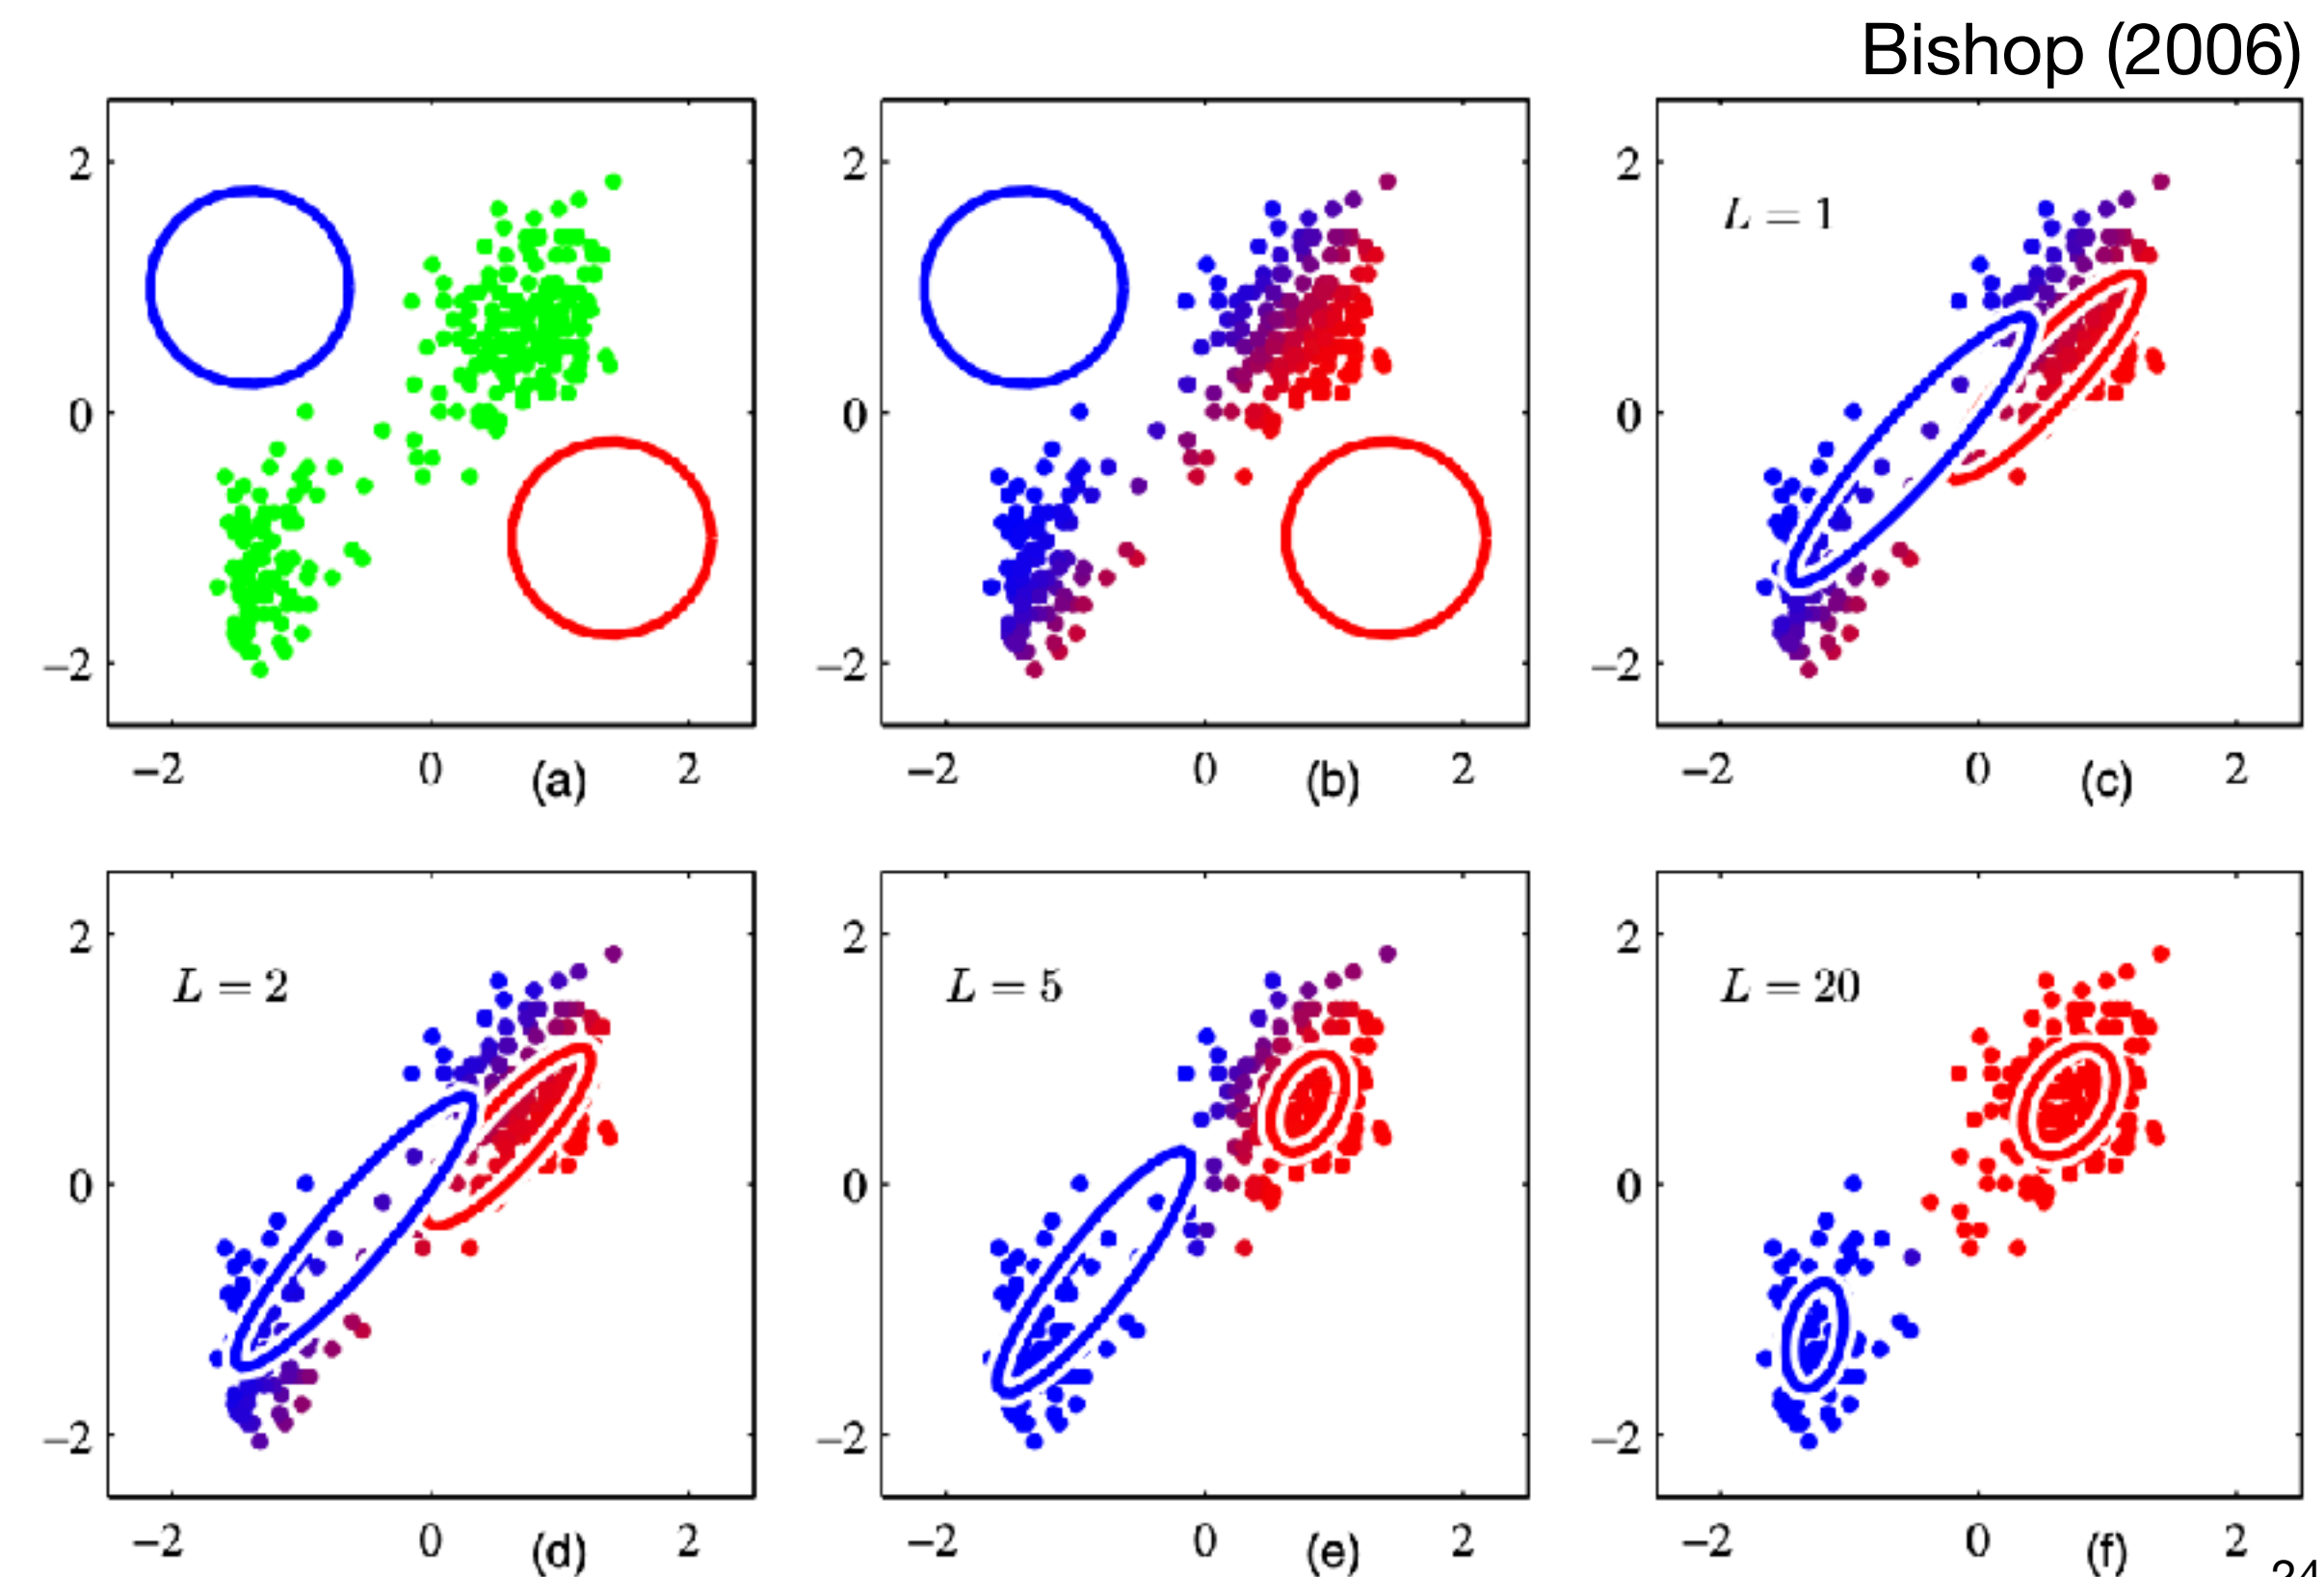 Bishop (2006)
2
0
−2
−2 0 (a) 2
2
0
−2
−2 0 (b) 2
L = 1
2
0
−2
−2 0 (c) 2
L = 2
2
0
−2
−2 0 (d) 2
L = 5
2
0
−2
−2 0 (e) 2
L = 20
2
0
−2
−2 0 (f) 2
24